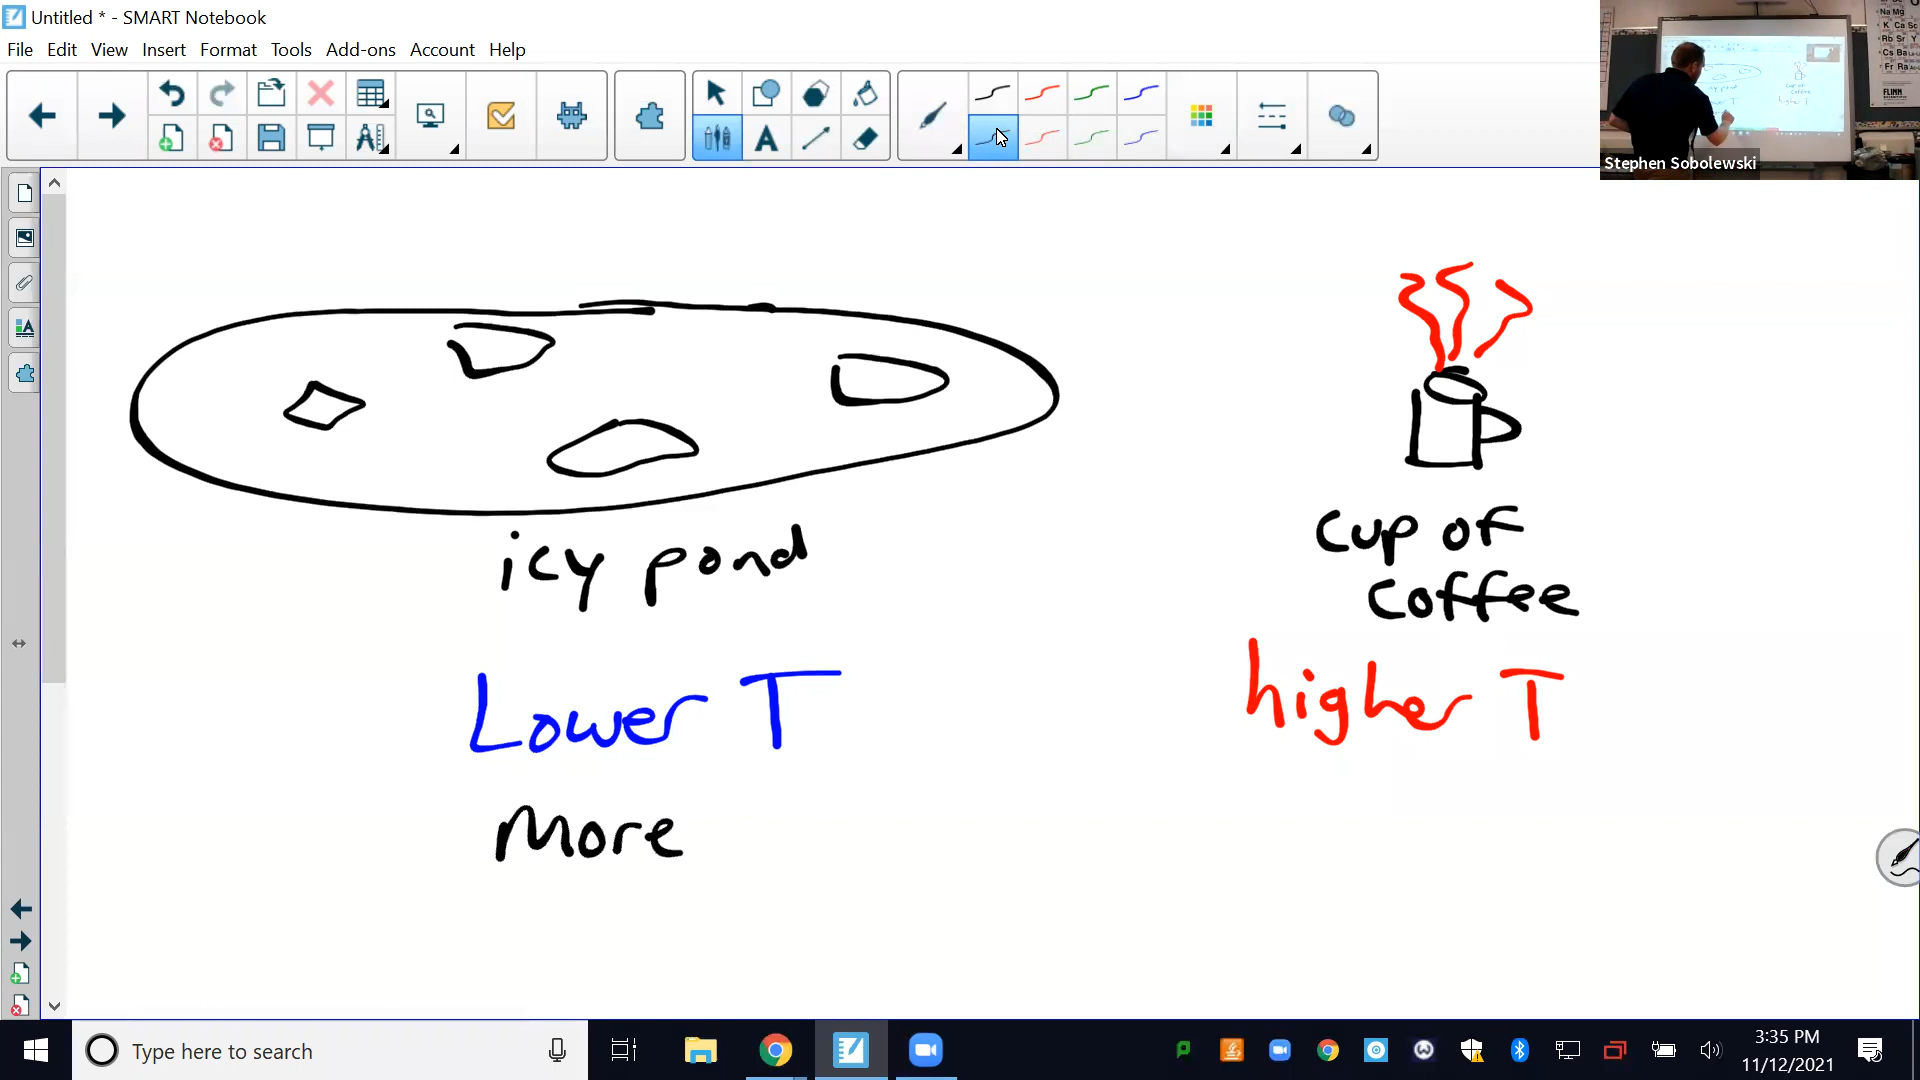 Untitled * - SMART Notebook
File Edit View Insert Format Tools Add-ons Account Help
Stephen Sobolewski
icy pond
cup of
coffee
Lower T
higher T
More
Type here to search
3:35 PM
11/12/2021